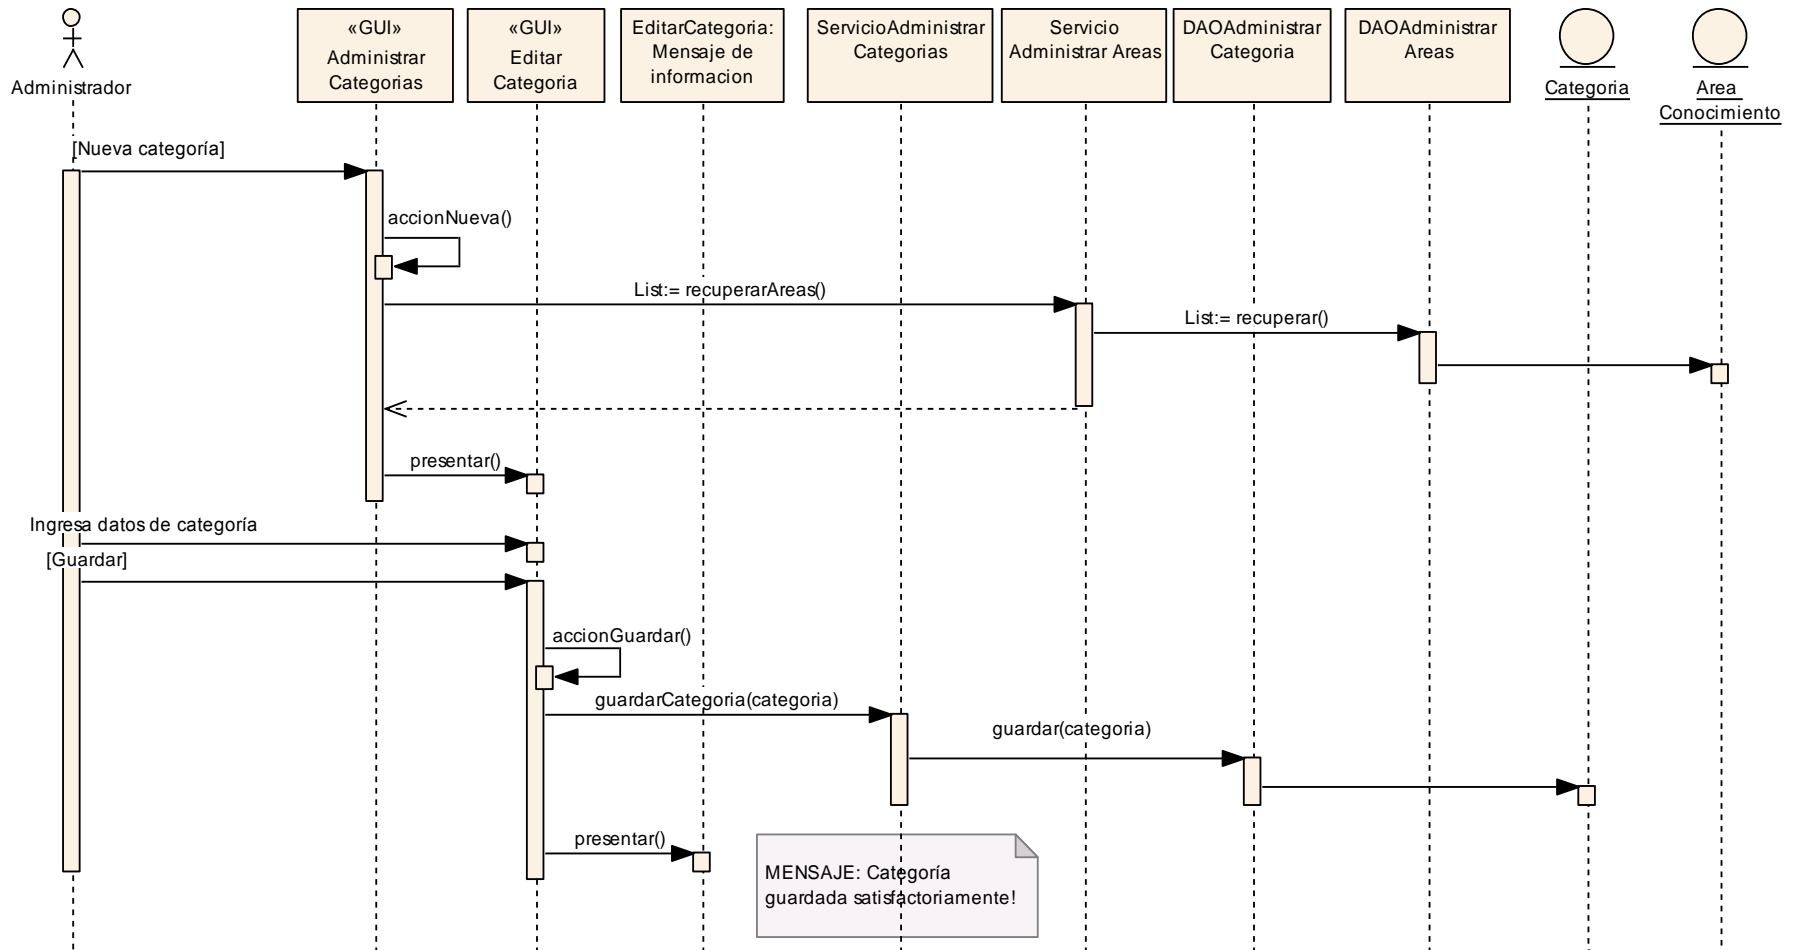 Administrador
«GUI»
Administrar
Categorias
«GUI»
Editar
Categoria
EditarCategoria:
Mensaje de
informacion
ServicioAdministrar
Categorias
Servicio
Administrar Areas
DAOAdministrar
Categoria
DAOAdministrar
Areas
Categoria
Area
Conocimiento
[Nueva categoría]
accionNueva()
List:= recuperarAreas()
List:= recuperar()
presentar()
Ingresa datos de categoría
[Guardar]
accionGuardar()
guardarCategoria(categoria)
guardar(categoria)
presentar()
MENSAJE: Categoría
guardada satisfactoriamente!